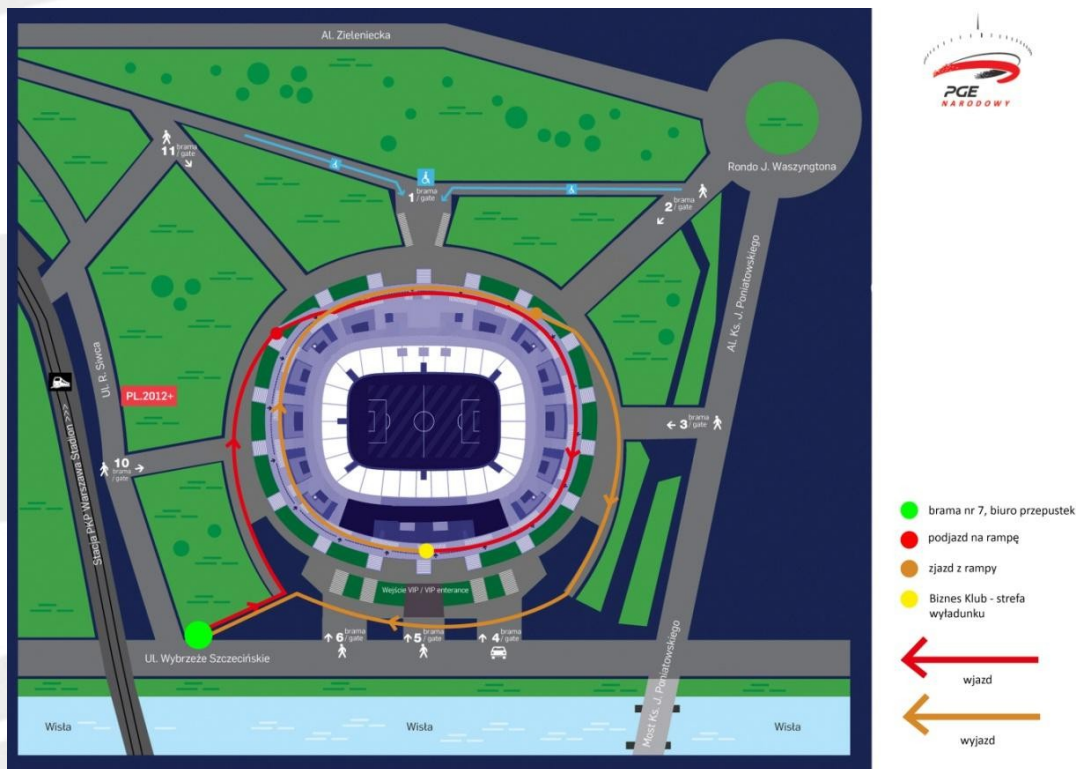 Al. Zieleniecka
PGE
NARODOWY
11 brama / gate
1 brama / gate
Rondo J. Waszyngtona
2 brama / gate
Al. Ks. J. Poniatowskiego
Ul. R. Siwca
PL.2012+
3 brama / gate
Stacja PKP Warszawa Stadion >>>
10 brama / gate
Wejście VIP / VIP enterance
6 brama / gate
5 brama / gate
4 brama / gate
Ul. Wybrzeże Szczecińskie
Most Ks. J. Poniatowskiego
Wisła
Wisła
Wisła
brama nr 7, biuro przepustek
podjazd na rampę
zjazd z rampy
Biznes Klub - strefa
wyładunku
wjazd
wyjazd